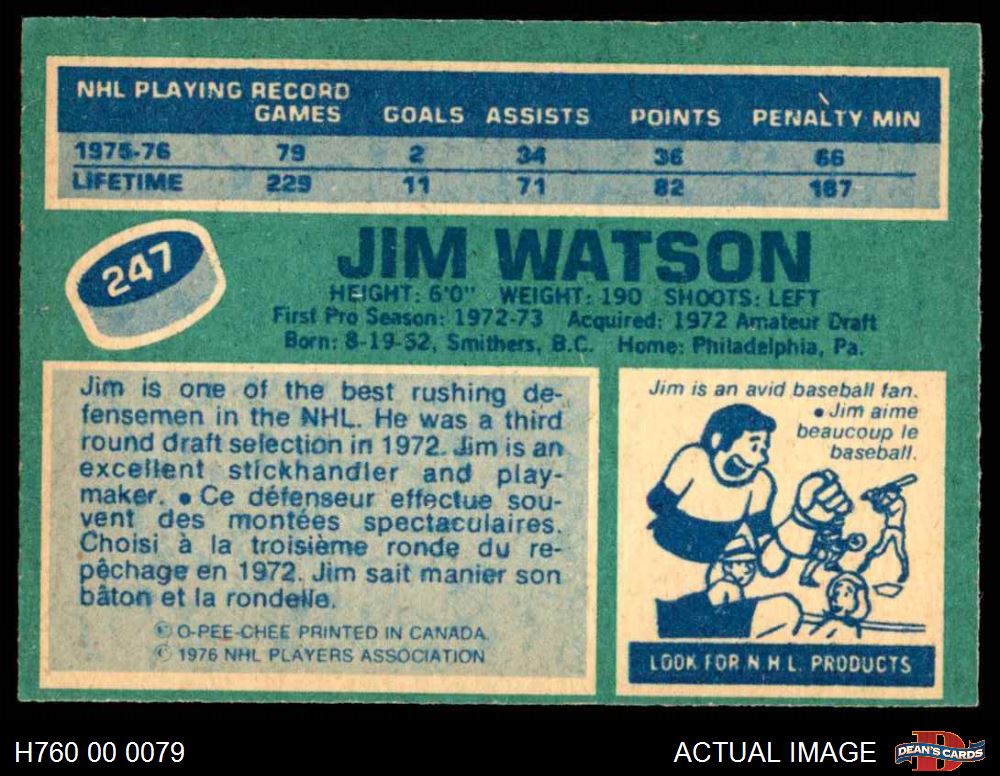 NHL PLAYING RECORD
GAMES GOALS ASSISTS POINTS PENALTY MIN
1975-76 79 2 34 36 66
LIFETIME 229 11 71 82 167
247
JIM WATSON
HEIGHT: 6'0" WEIGHT: 190 SHOOTS: LEFT
First Pro Season: 1972-73 Acquired: 1972 Amateur Draft
Born: 8-19-52, Smithers, B.C. Home: Philadelphia, Pa.
Jim is one of the best rushing de-
fensemen in the NHL. He was a third
round draft selection in 1972. Jim is an
excellent stickhandler and play-
maker. • Ce défenseur effectue sou-
vent des montées spectaculaires.
Choisi à la troisième ronde du re-
pêchage en 1972. Jim sait manier son
bâton et la rondelle.
© O-PEE-CHEE PRINTED IN CANADA
© 1976 NHL PLAYERS ASSOCIATION
Jim is an avid baseball fan.
• Jim aime
beaucoup le
baseball.
LOOK FOR N H L. PRODUCTS
H760 00 0079
ACTUAL IMAGE
DEAN'S CARDS